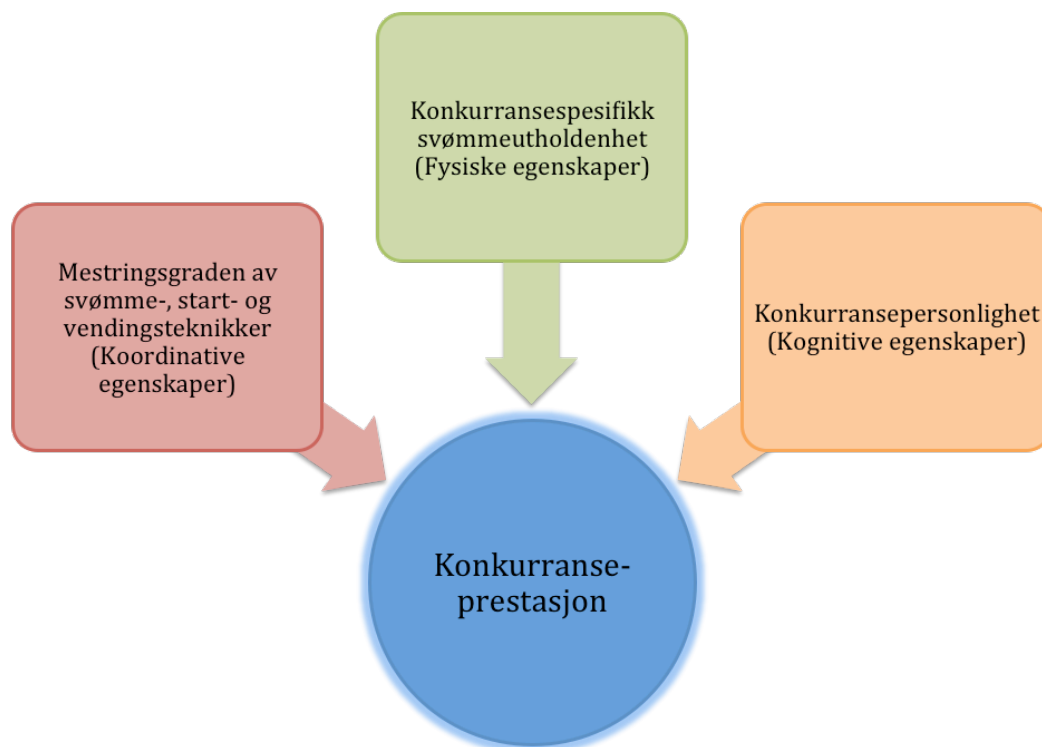 Konkurransespesifikk
svømmeutholdenhet
(Fysiske egenskaper)
Mestringsgraden av
svømme-, start- og
vendingsteknikker
(Koordinative
egenskaper)
Konkurransepersonlighet
(Kognitive egenskaper)
Konkurranse-
prestasjon